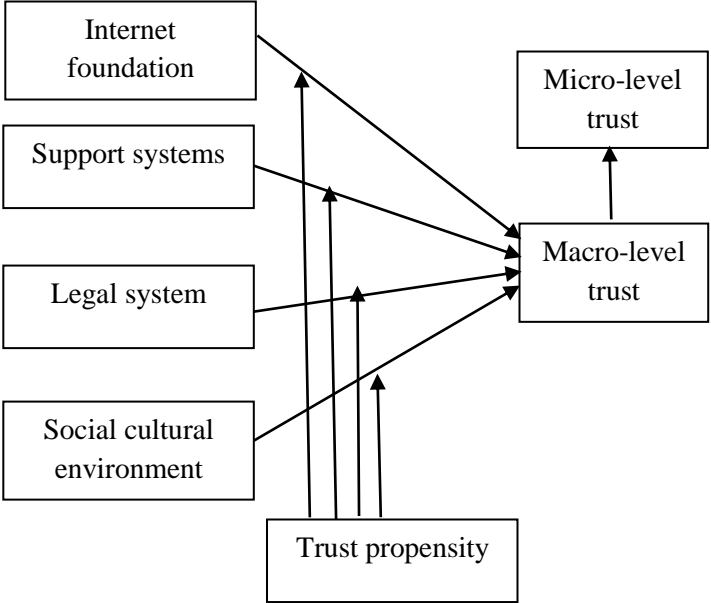 Internet
foundation
Micro-level
trust
Support systems
Macro-level
trust
Legal system
Social cultural
environment
Trust propensity